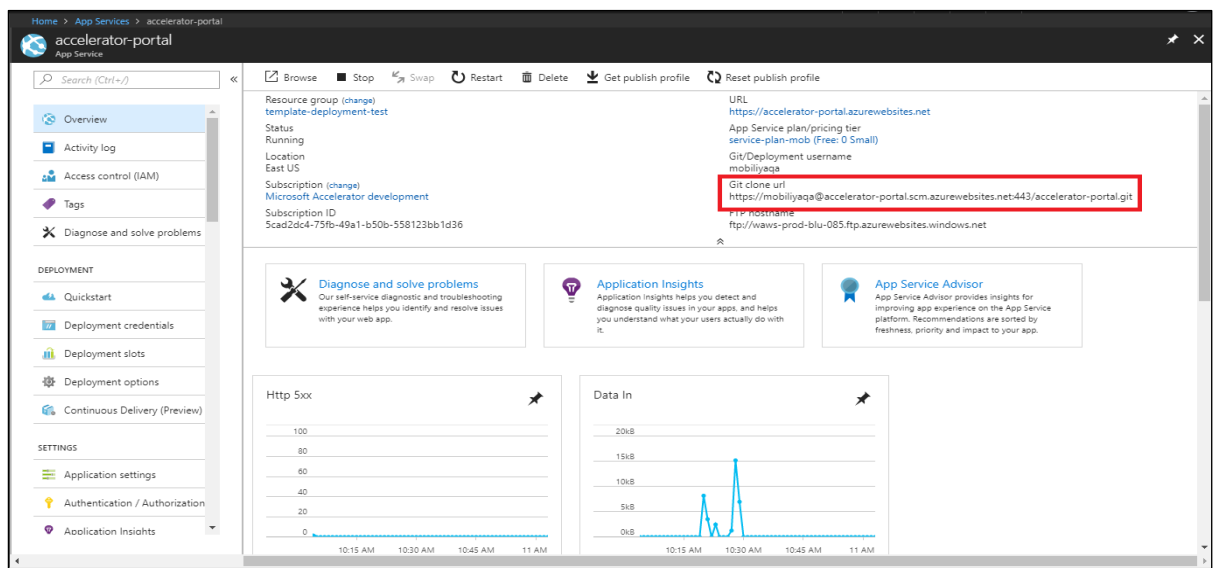 Home > App Services > accelerator-portal
accelerator-portal
App Service
Search (Ctrl+/)
«
Overview
Activity log
Access control (IAM)
Tags
Diagnose and solve problems
DEPLOYMENT
Quickstart
Deployment credentials
Deployment slots
Deployment options
Continuous Delivery (Preview)
SETTINGS
Application settings
Authentication / Authorization
Application Insights
Browse Stop Swap Restart Delete Get publish profile Reset publish profile
Resource group (change)
template-deployment-test
Status
Running
Location
East US
Subscription (change)
Microsoft Accelerator development
Subscription ID
5cad2dc4-75fb-49a1-b50b-558123bb1d36
URL
https://accelerator-portal.azurewebsites.net
App Service plan/pricing tier
service-plan-mob (Free: 0 Small)
Git/Deployment username
mobiliyaqa
Git clone url
https://mobiliyaqa@accelerator-portal.scm.azurewebsites.net:443/accelerator-portal.git
FTP hostname
ftp://waws-prod-blu-085.ftp.azurewebsites.windows.net
Diagnose and solve problems
Our self-service diagnostic and troubleshooting
experience helps you identify and resolve issues
with your web app.
Application Insights
Application Insights helps you detect and
diagnose quality issues in your apps, and helps
you understand what your users actually do with
it.
App Service Advisor
App Service Advisor provides insights for
improving app experience on the App Service
platform. Recommendations are sorted by
freshness, priority and impact to your app.
Http 5xx
100
80
60
40
20
0
10:15 AM 10:30 AM 10:45 AM 11 AM
Data In
20kB
15kB
10kB
5kB
0kB
10:15 AM 10:30 AM 10:45 AM 11 AM